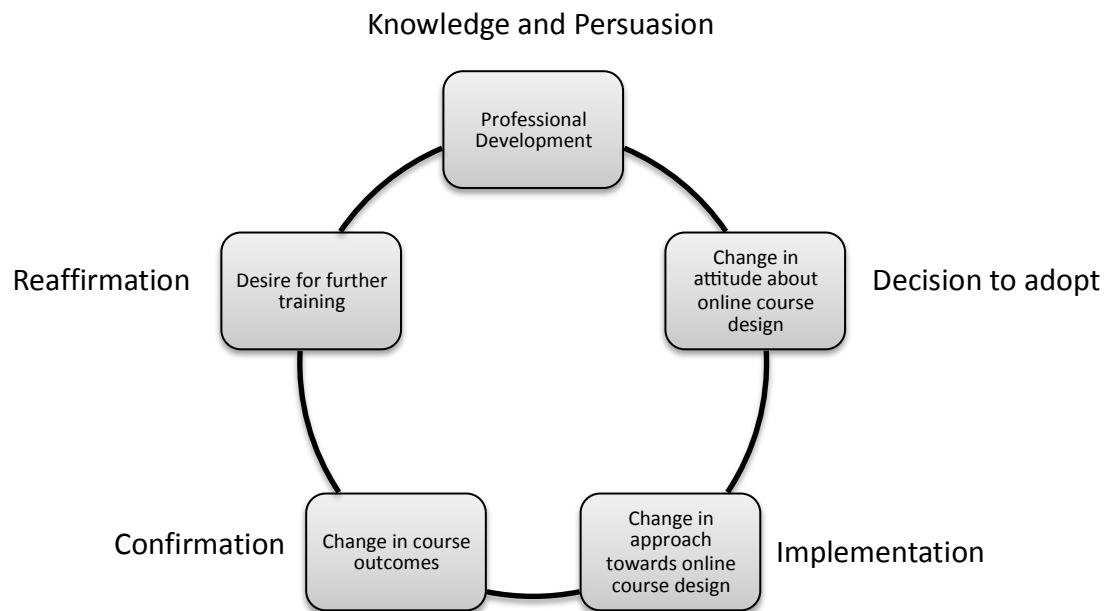 Knowledge and Persuasion
Professional
Development
Reaffirmation
Desire for further
training
Change in
attitude about
online course
design
Decision to adopt
Confirmation
Change in course
outcomes
Change in
approach
towards online
course design
Implementation